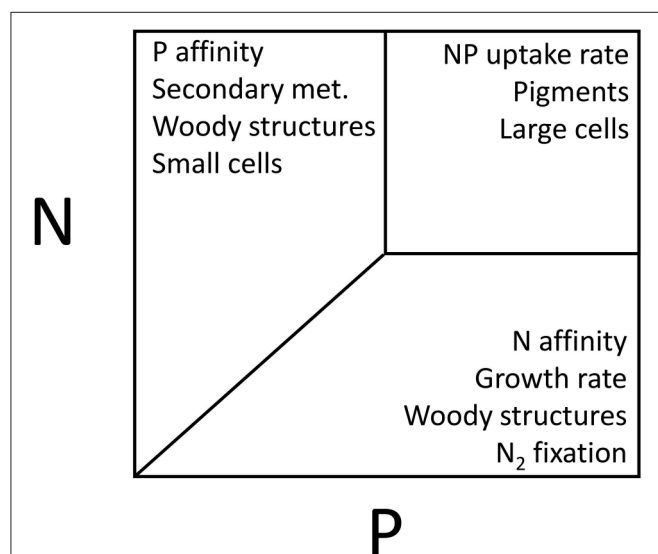 P affinity
Secondary met.
Woody structures
Small cells
NP uptake rate
Pigments
Large cells
N
N affinity
Growth rate
Woody structures
N₂ fixation
P